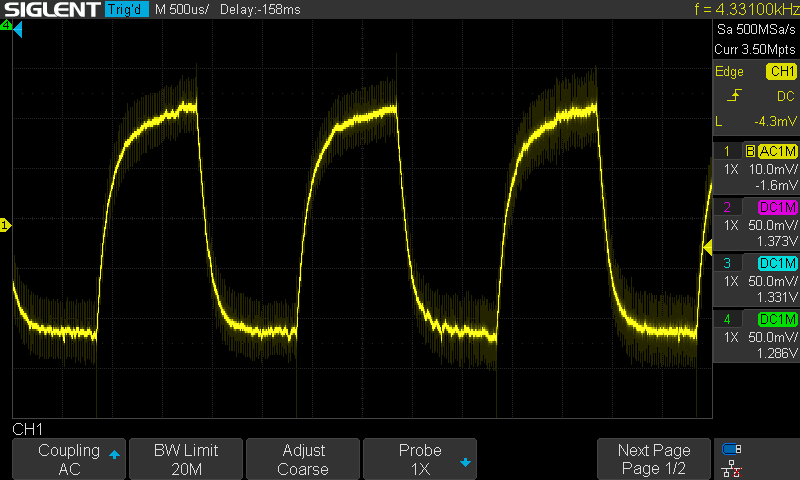 SIGLENT Trig'd M 500us/ Delay:-158ms f = 4.33100kHz
Sa 500MSa/s
Curr 3.50Mpts
4
Edge CH1
DC
L -4.3mV
1 B AC1M
1X 10.0mV/
-1.6mV
2 DC1M
1X 50.0mV/
1.373V
3 DC1M
1X 50.0mV/
1.331V
4 DC1M
1X 50.0mV/
1.286V
1
CH1
Coupling
AC
BW Limit
20M
Adjust
Coarse
Probe
1X
Next Page
Page 1/2